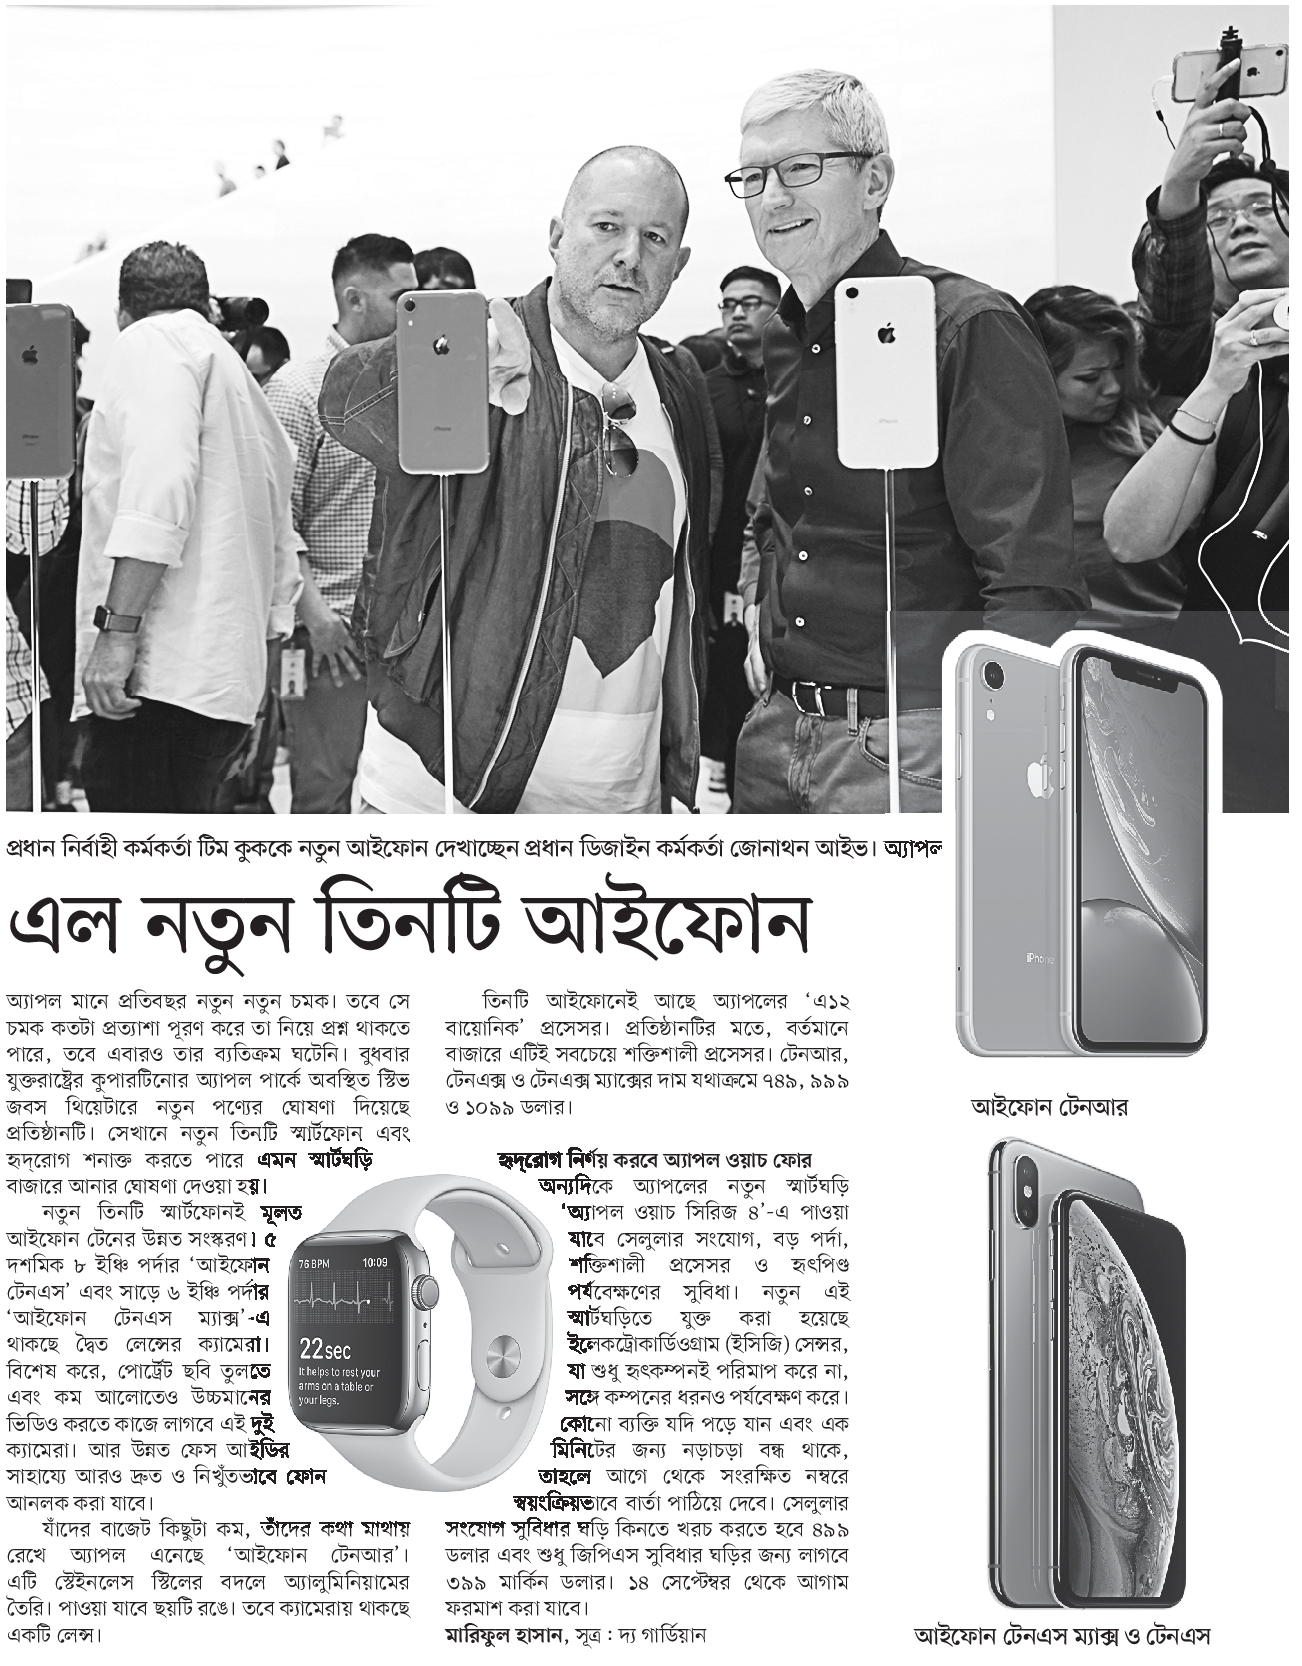 প্রধান নির্বাহী কর্মকর্তা টিম কুককে নতুন আইফোন দেখাচ্ছেন প্রধান ডিজাইন কর্মকর্তা জোনাথন আইভ। অ্যাপল
এল নতুন তিনটি আইফোন
অ্যাপল মানে প্রতিবছর নতুন নতুন চমক। তবে সে
চমক কতটা প্রত্যাশা পূরণ করে তা নিয়ে প্রশ্ন থাকতে
পারে, তবে এবারও তার ব্যতিক্রম ঘটেনি। বুধবার
যুক্তরাষ্ট্রের কুপারটিনোর অ্যাপল পার্কে অবস্থিত স্টিভ
জবস থিয়েটারে নতুন পণ্যের ঘোষণা দিয়েছে
প্রতিষ্ঠানটি। সেখানে নতুন তিনটি স্মার্টফোন এবং
হৃদ্‌রোগ শনাক্ত করতে পারে এমন স্মার্টঘড়ি
বাজারে আনার ঘোষণা দেওয়া হয়।
নতুন তিনটি স্মার্টফোনই মূলত
আইফোন টেনের উন্নত সংস্করণ। ৫
দশমিক ৮ ইঞ্চি পর্দার ‘আইফোন
টেনএস’ এবং সাড়ে ৬ ইঞ্চি পর্দার
‘আইফোন টেনএস ম্যাক্স’-এ
থাকছে দ্বৈত লেন্সের ক্যামেরা।
বিশেষ করে, পোর্ট্রেট ছবি তুলতে
এবং কম আলোতেও উচ্চমানের
ভিডিও করতে কাজে লাগবে এই দুই
ক্যামেরা। আর উন্নত ফেস আইডির
সাহায্যে আরও দ্রুত ও নিখুঁতভাবে ফোন
আনলক করা যাবে।
যাঁদের বাজেট কিছুটা কম, তাঁদের কথা মাথায়
রেখে অ্যাপল এনেছে ‘আইফোন টেনআর’।
এটি স্টেইনলেস স্টিলের বদলে অ্যালুমিনিয়ামের
তৈরি। পাওয়া যাবে ছয়টি রঙে। তবে ক্যামেরায় থাকছে
একটি লেন্স।
76 BPM 10:09
22sec
It helps to rest your
arms on a table or
your legs.
তিনটি আইফোনেই আছে অ্যাপলের ‘এ১২
বায়োনিক’ প্রসেসর। প্রতিষ্ঠানটির মতে, বর্তমানে
বাজারে এটিই সবচেয়ে শক্তিশালী প্রসেসর। টেনআর,
টেনএক্স ও টেনএক্স ম্যাক্সের দাম যথাক্রমে ৭৪৯, ৯৯৯
ও ১০৯৯ ডলার।
হৃদ্‌রোগ নির্ণয় করবে অ্যাপল ওয়াচ ফোর
অন্যদিকে অ্যাপলের নতুন স্মার্টঘড়ি
‘অ্যাপল ওয়াচ সিরিজ ৪’-এ পাওয়া
যাবে সেলুলার সংযোগ, বড় পর্দা,
শক্তিশালী প্রসেসর ও হৃৎপিণ্ড
পর্যবেক্ষণের সুবিধা। নতুন এই
স্মার্টঘড়িতে যুক্ত করা হয়েছে
ইলেকট্রোকার্ডিওগ্রাম (ইসিজি) সেন্সর,
যা শুধু হৃৎকম্পনই পরিমাপ করে না,
সঙ্গে কম্পনের ধরনও পর্যবেক্ষণ করে।
কোনো ব্যক্তি যদি পড়ে যান এবং এক
মিনিটের জন্য নড়াচড়া বন্ধ থাকে,
তাহলে আগে থেকে সংরক্ষিত নম্বরে
স্বয়ংক্রিয়ভাবে বার্তা পাঠিয়ে দেবে। সেলুলার
সংযোগ সুবিধার ঘড়ি কিনতে খরচ করতে হবে ৪৯৯
ডলার এবং শুধু জিপিএস সুবিধার ঘড়ির জন্য লাগবে
৩৯৯ মার্কিন ডলার। ১৪ সেপ্টেম্বর থেকে আগাম
ফরমাশ করা যাবে।
মারিফুল হাসান, সূত্র : দ্য গার্ডিয়ান
iPhone
আইফোন টেনআর
আইফোন টেনএস ম্যাক্স ও টেনএস